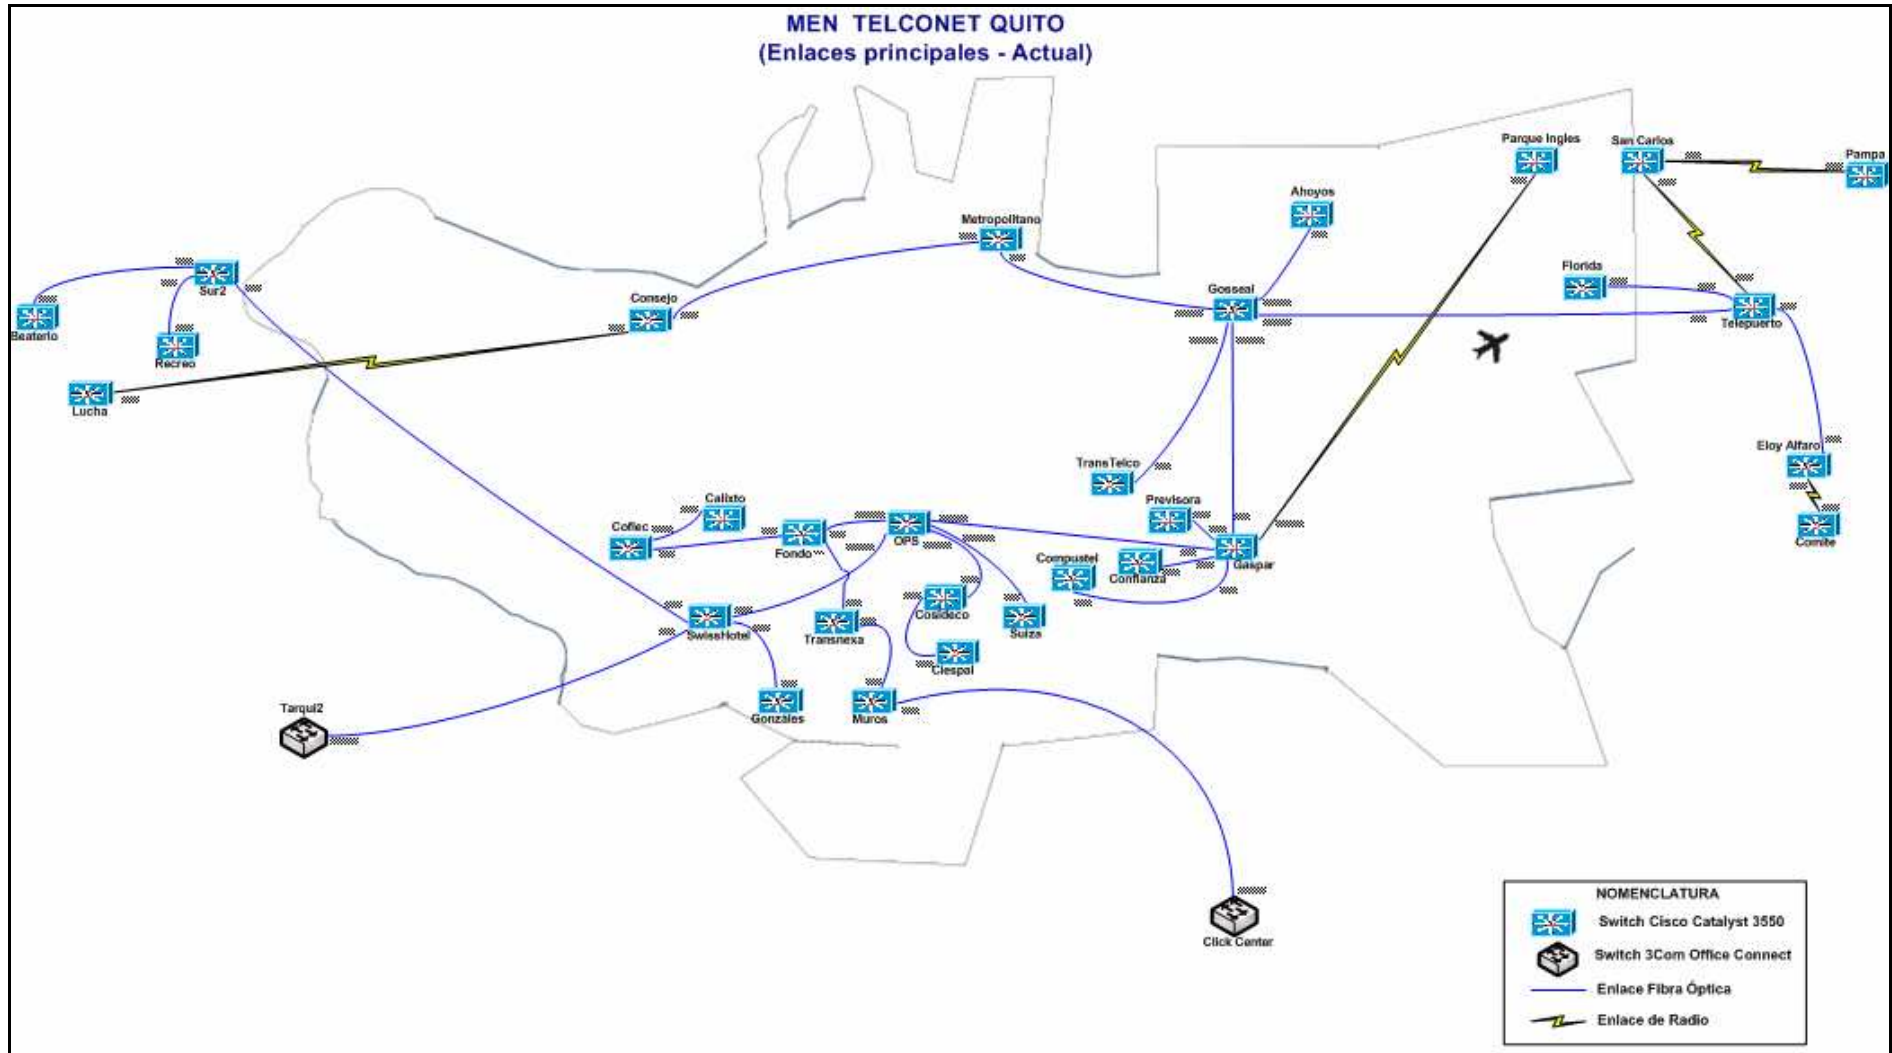 MEN TELCONET QUITO
(Enlaces principales - Actual)
Parque Ingles
San Carlos
Pampa
Ahoyos
Metropolitano
Florida
Sur2
Gosseal
Consejo
Telepuerto
Beaterio
Recreo
Lucha
Eloy Alfaro
TransTelco
Calixto
Previsora
Cofiec
Fondo
OPS
Comite
Compustel
Confianza
Gaspar
Cosideco
SwissHotel
Transnexa
Suiza
Ciespal
Tarqui2
Gonzales
Muros
Click Center
NOMENCLATURA
Switch Cisco Catalyst 3550
Switch 3Com Office Connect
Enlace Fibra Óptica
Enlace de Radio